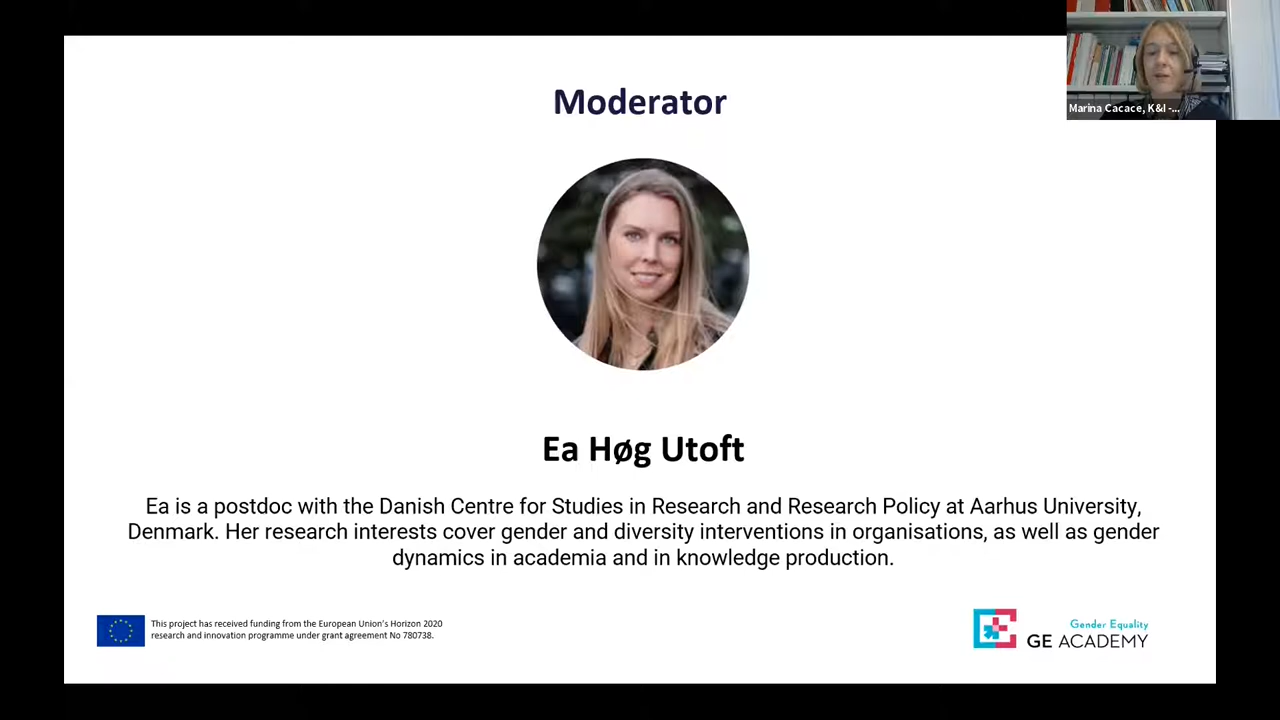 Moderator
Marina Cacace, K&I -...
Ea Høg Utoft
Ea is a postdoc with the Danish Centre for Studies in Research and Research Policy at Aarhus University,
Denmark. Her research interests cover gender and diversity interventions in organisations, as well as gender
dynamics in academia and in knowledge production.
This project has received funding from the European Union's Horizon 2020
research and innovation programme under grant agreement No 780738.
Gender Equality
GE ACADEMY